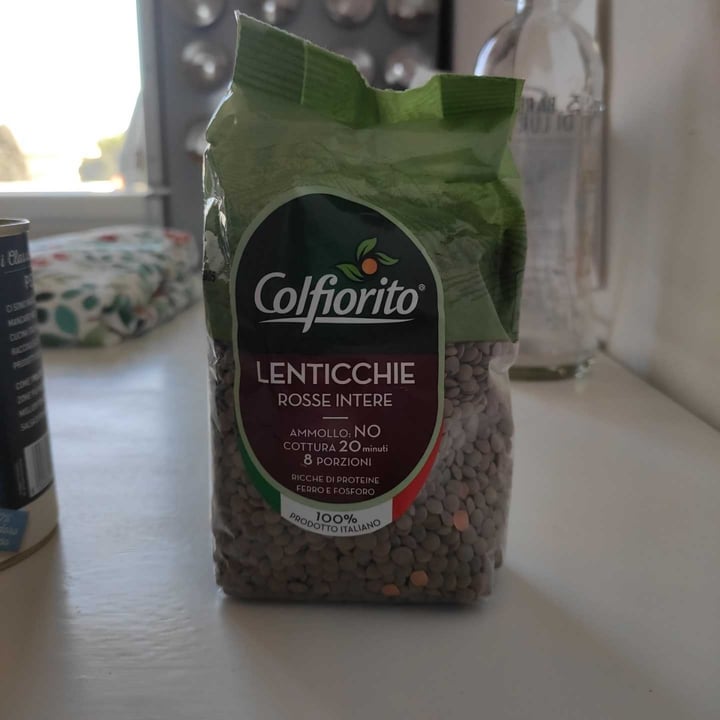 Colfiorito®
LENTICCHIE
ROSSE INTERE
AMMOLLO: NO
COTTURA 20 minuti
8 PORZIONI
RICCHE DI PROTEINE
FERRO E FOSFORO
100%
PRODOTTO ITALIANO